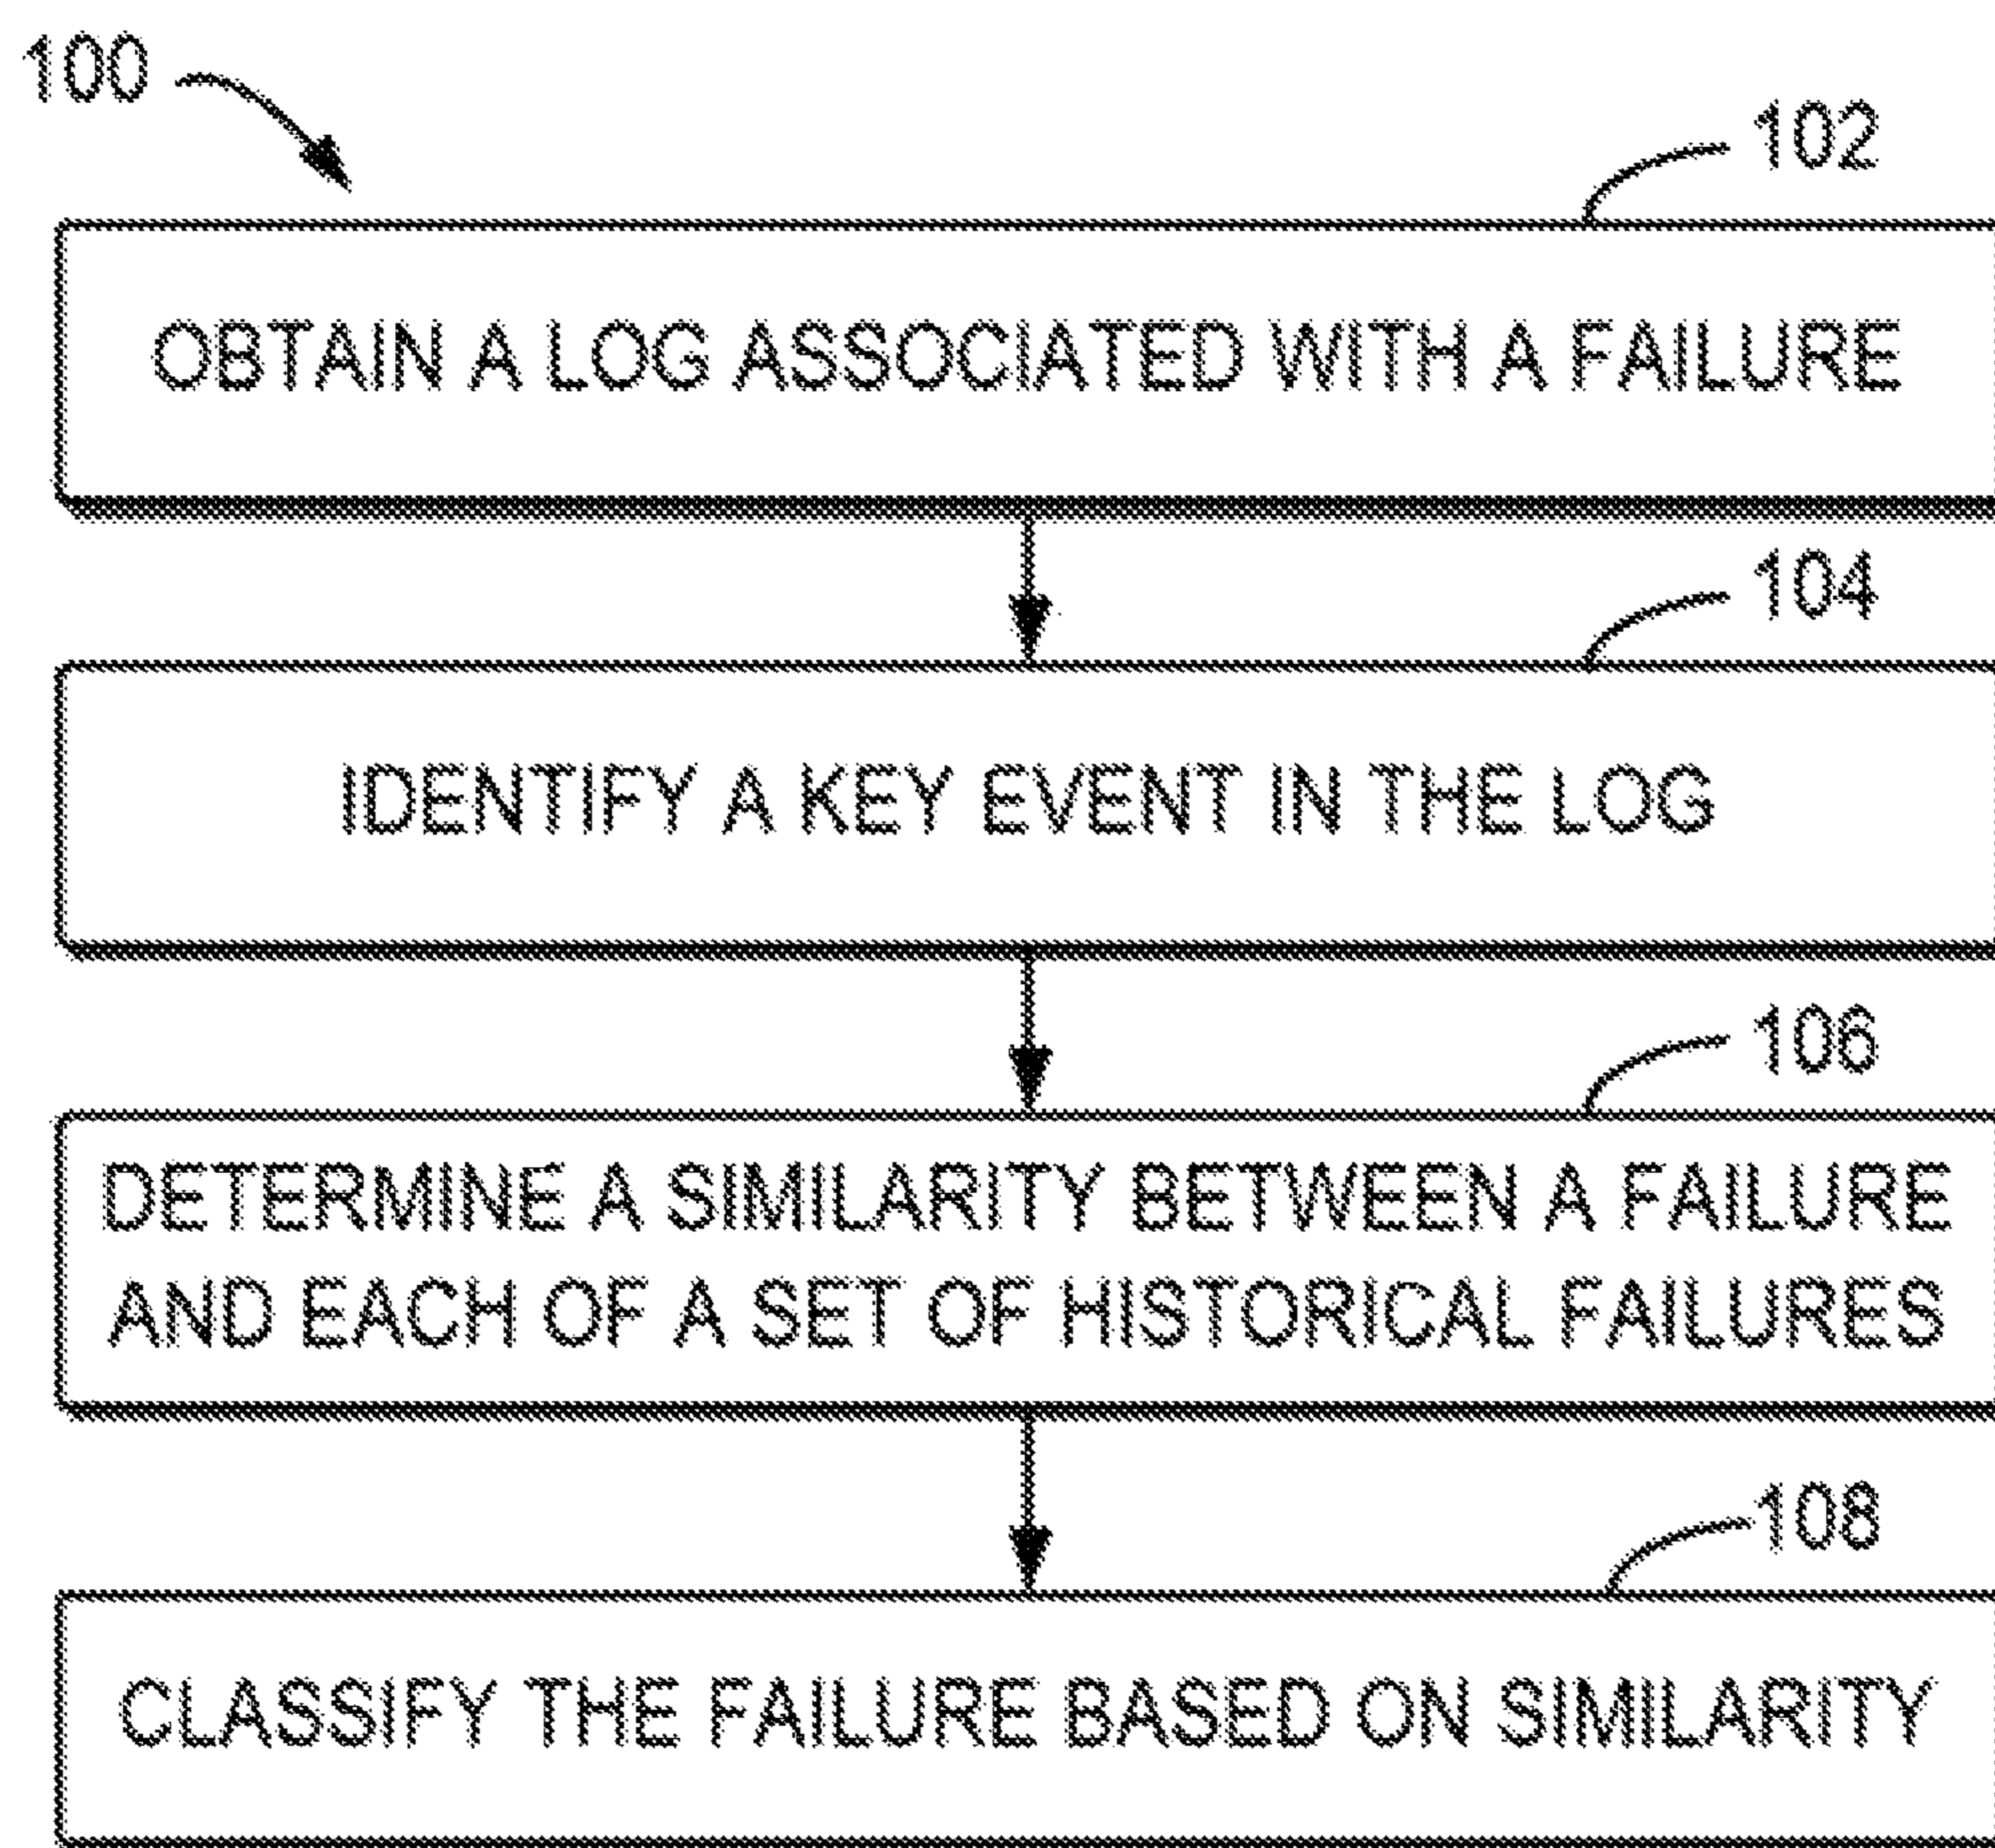 100
102
OBTAIN A LOG ASSOCIATED WITH A FAILURE
104
IDENTIFY A KEY EVENT IN THE LOG
106
DETERMINE A SIMILARITY BETWEEN A FAILURE
AND EACH OF A SET OF HISTORICAL FAILURES
108
CLASSIFY THE FAILURE BASED ON SIMILARITY